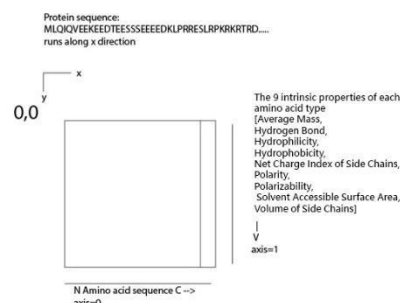 Protein sequence:
MLQIQVEEKEEDTEESSSEEEEDKLPRRESLRPKRKRTRD.....
runs along x direction
x
y
0,0
The 9 intrinsic properties of each
amino acid type
[Average Mass,
Hydrogen Bond,
Hydrophilicity,
Hydrophobicity,
Net Charge Index of Side Chains,
Polarity,
Polarizability,
Solvent Accessible Surface Area,
Volume of Side Chains]
V
axis=1
N Amino acid sequence C -->
axis=0